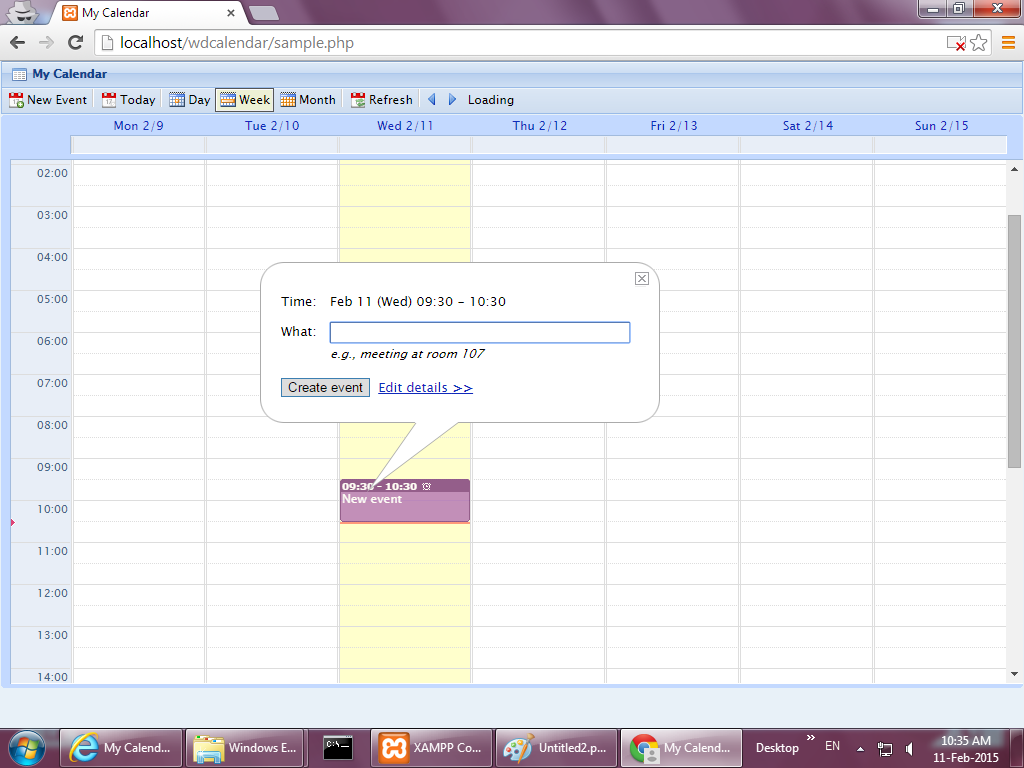 My Calendar
localhost/wdcalendar/sample.php
My Calendar
New Event Today Day Week Month Refresh Loading
Mon 2/9 Tue 2/10 Wed 2/11 Thu 2/12 Fri 2/13 Sat 2/14 Sun 2/15
02:00
03:00
04:00
05:00
06:00
07:00
08:00
09:00
10:00
11:00
12:00
13:00
14:00
Time: Feb 11 (Wed) 09:30 - 10:30
What:
e.g., meeting at room 107
Create event Edit details >>
09:30 - 10:30
New event
My Calend... Windows E... C:\_ XAMPP Co... Untitled2.p... My Calend... Desktop » EN
10:35 AM
11-Feb-2015